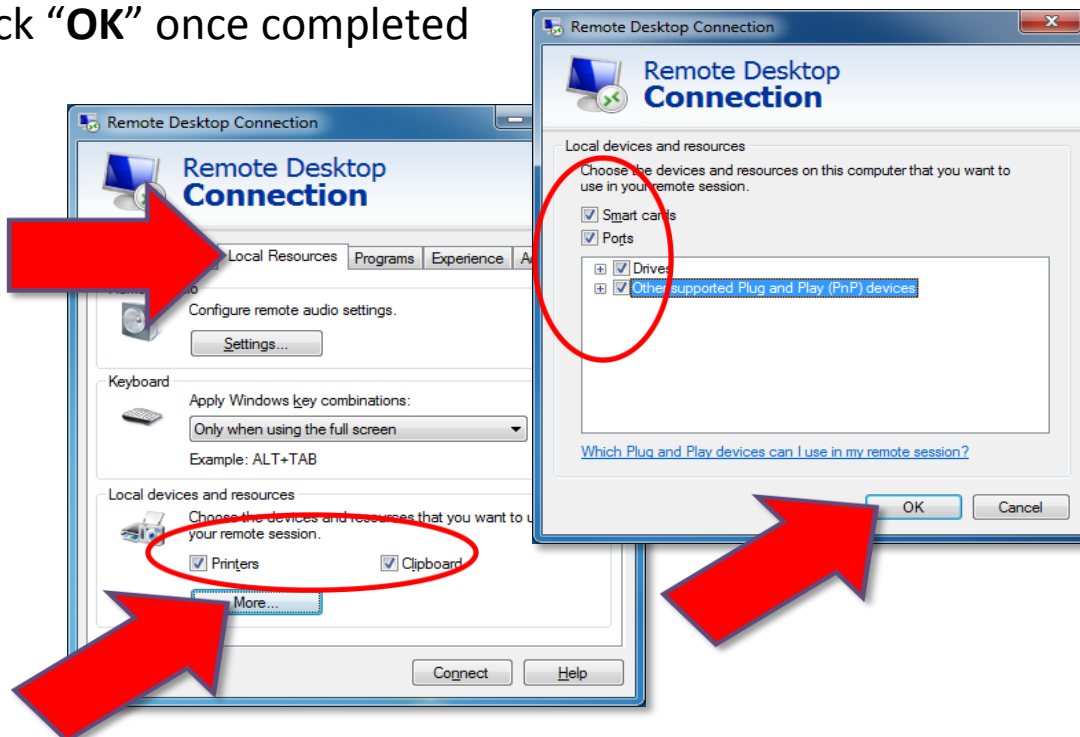 ck “OK” once completed
Remote Desktop Connection
Remote Desktop
Connection
Local Resources
Programs
Experience
Configure remote audio settings.
Settings...
Keyboard
Apply Windows key combinations:
Only when using the full screen
Example: ALT+TAB
Local devices and resources
Choose the devices and resources that you want to u
your remote session.
Printers
Clipboard
More...
Connect
Help
Remote Desktop Connection
Remote Desktop
Connection
Local devices and resources
Choose the devices and resources on this computer that you want to
use in your remote session.
Smart cards
Ports
Drives
Other supported Plug and Play (PnP) devices
Which Plug and Play devices can I use in my remote session?
OK
Cancel